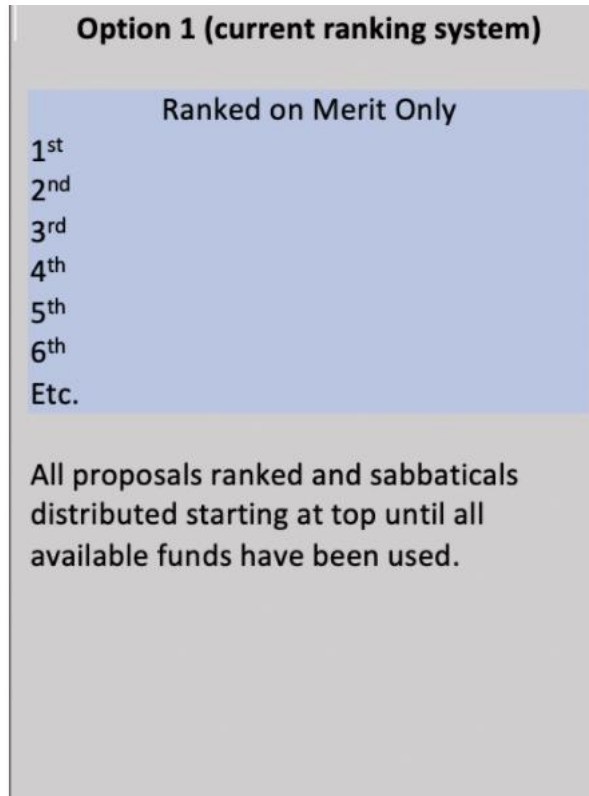 Option 1 (current ranking system)
Ranked on Merit Only
1st
2nd
3rd
4th
5th
6th
Etc.
All proposals ranked and sabbaticals
distributed starting at top until all
available funds have been used.